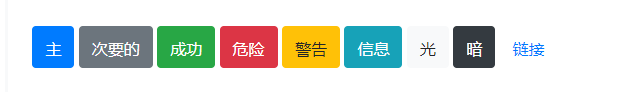 主 次要的 成功 危险 警告 信息 光 暗 链接